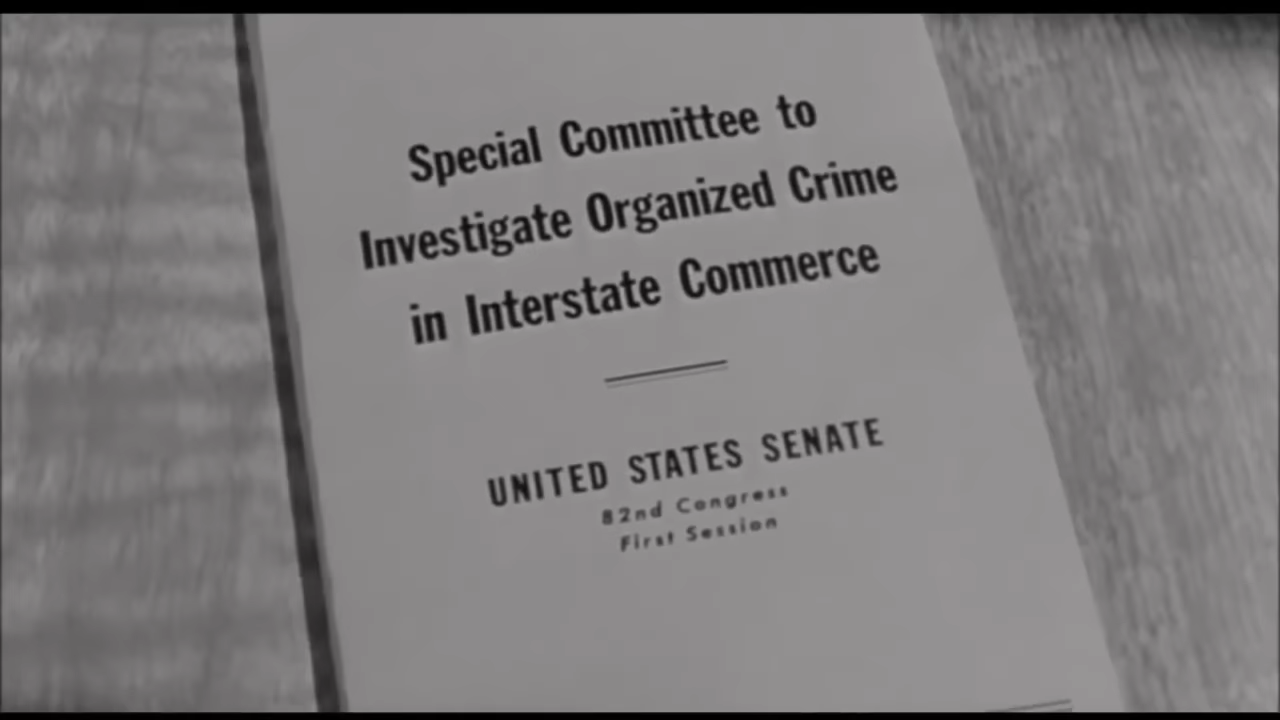 Special Committee to
Investigate Organized Crime
in Interstate Commerce
UNITED STATES SENATE
82nd Congress
First Session